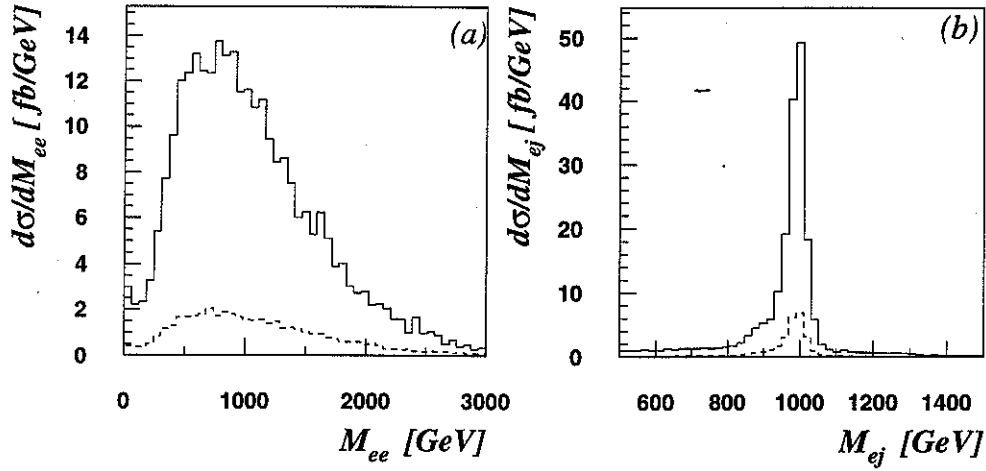 (a)
dσ/dM_ee [ fb/GeV]
14
12
10
8
6
4
2
0
0 1000 2000 3000
M_ee [GeV]
(b)
dσ/dM_ej [ fb/GeV]
50
40
30
20
10
0
600 800 1000 1200 1400
M_ej [GeV]